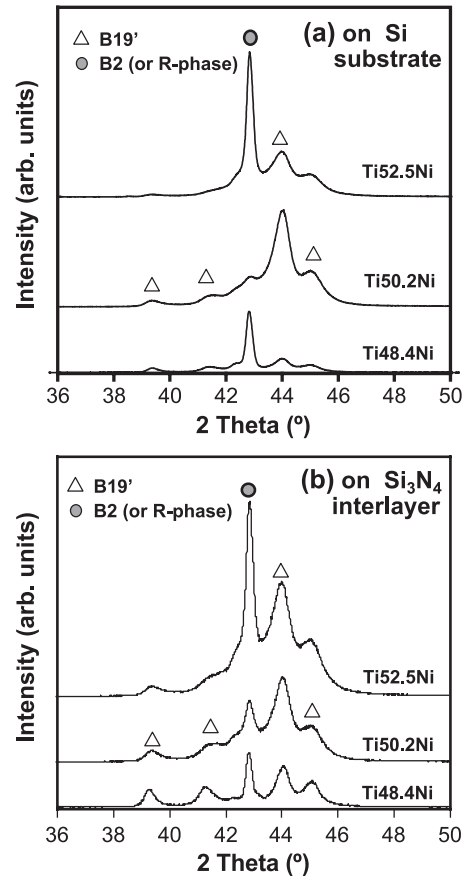 (a) on Si
substrate
△ B19’
B2 (or R-phase)
Ti52.5Ni
Ti50.2Ni
Ti48.4Ni
Intensity (arb. units)
36 38 40 42 44 46 48 50
2 Theta (º)
(b) on Si₃N₄
interlayer
△ B19’
B2 (or R-phase)
Ti52.5Ni
Ti50.2Ni
Ti48.4Ni
Intensity (arb. units)
36 38 40 42 44 46 48 50
2 Theta (º)